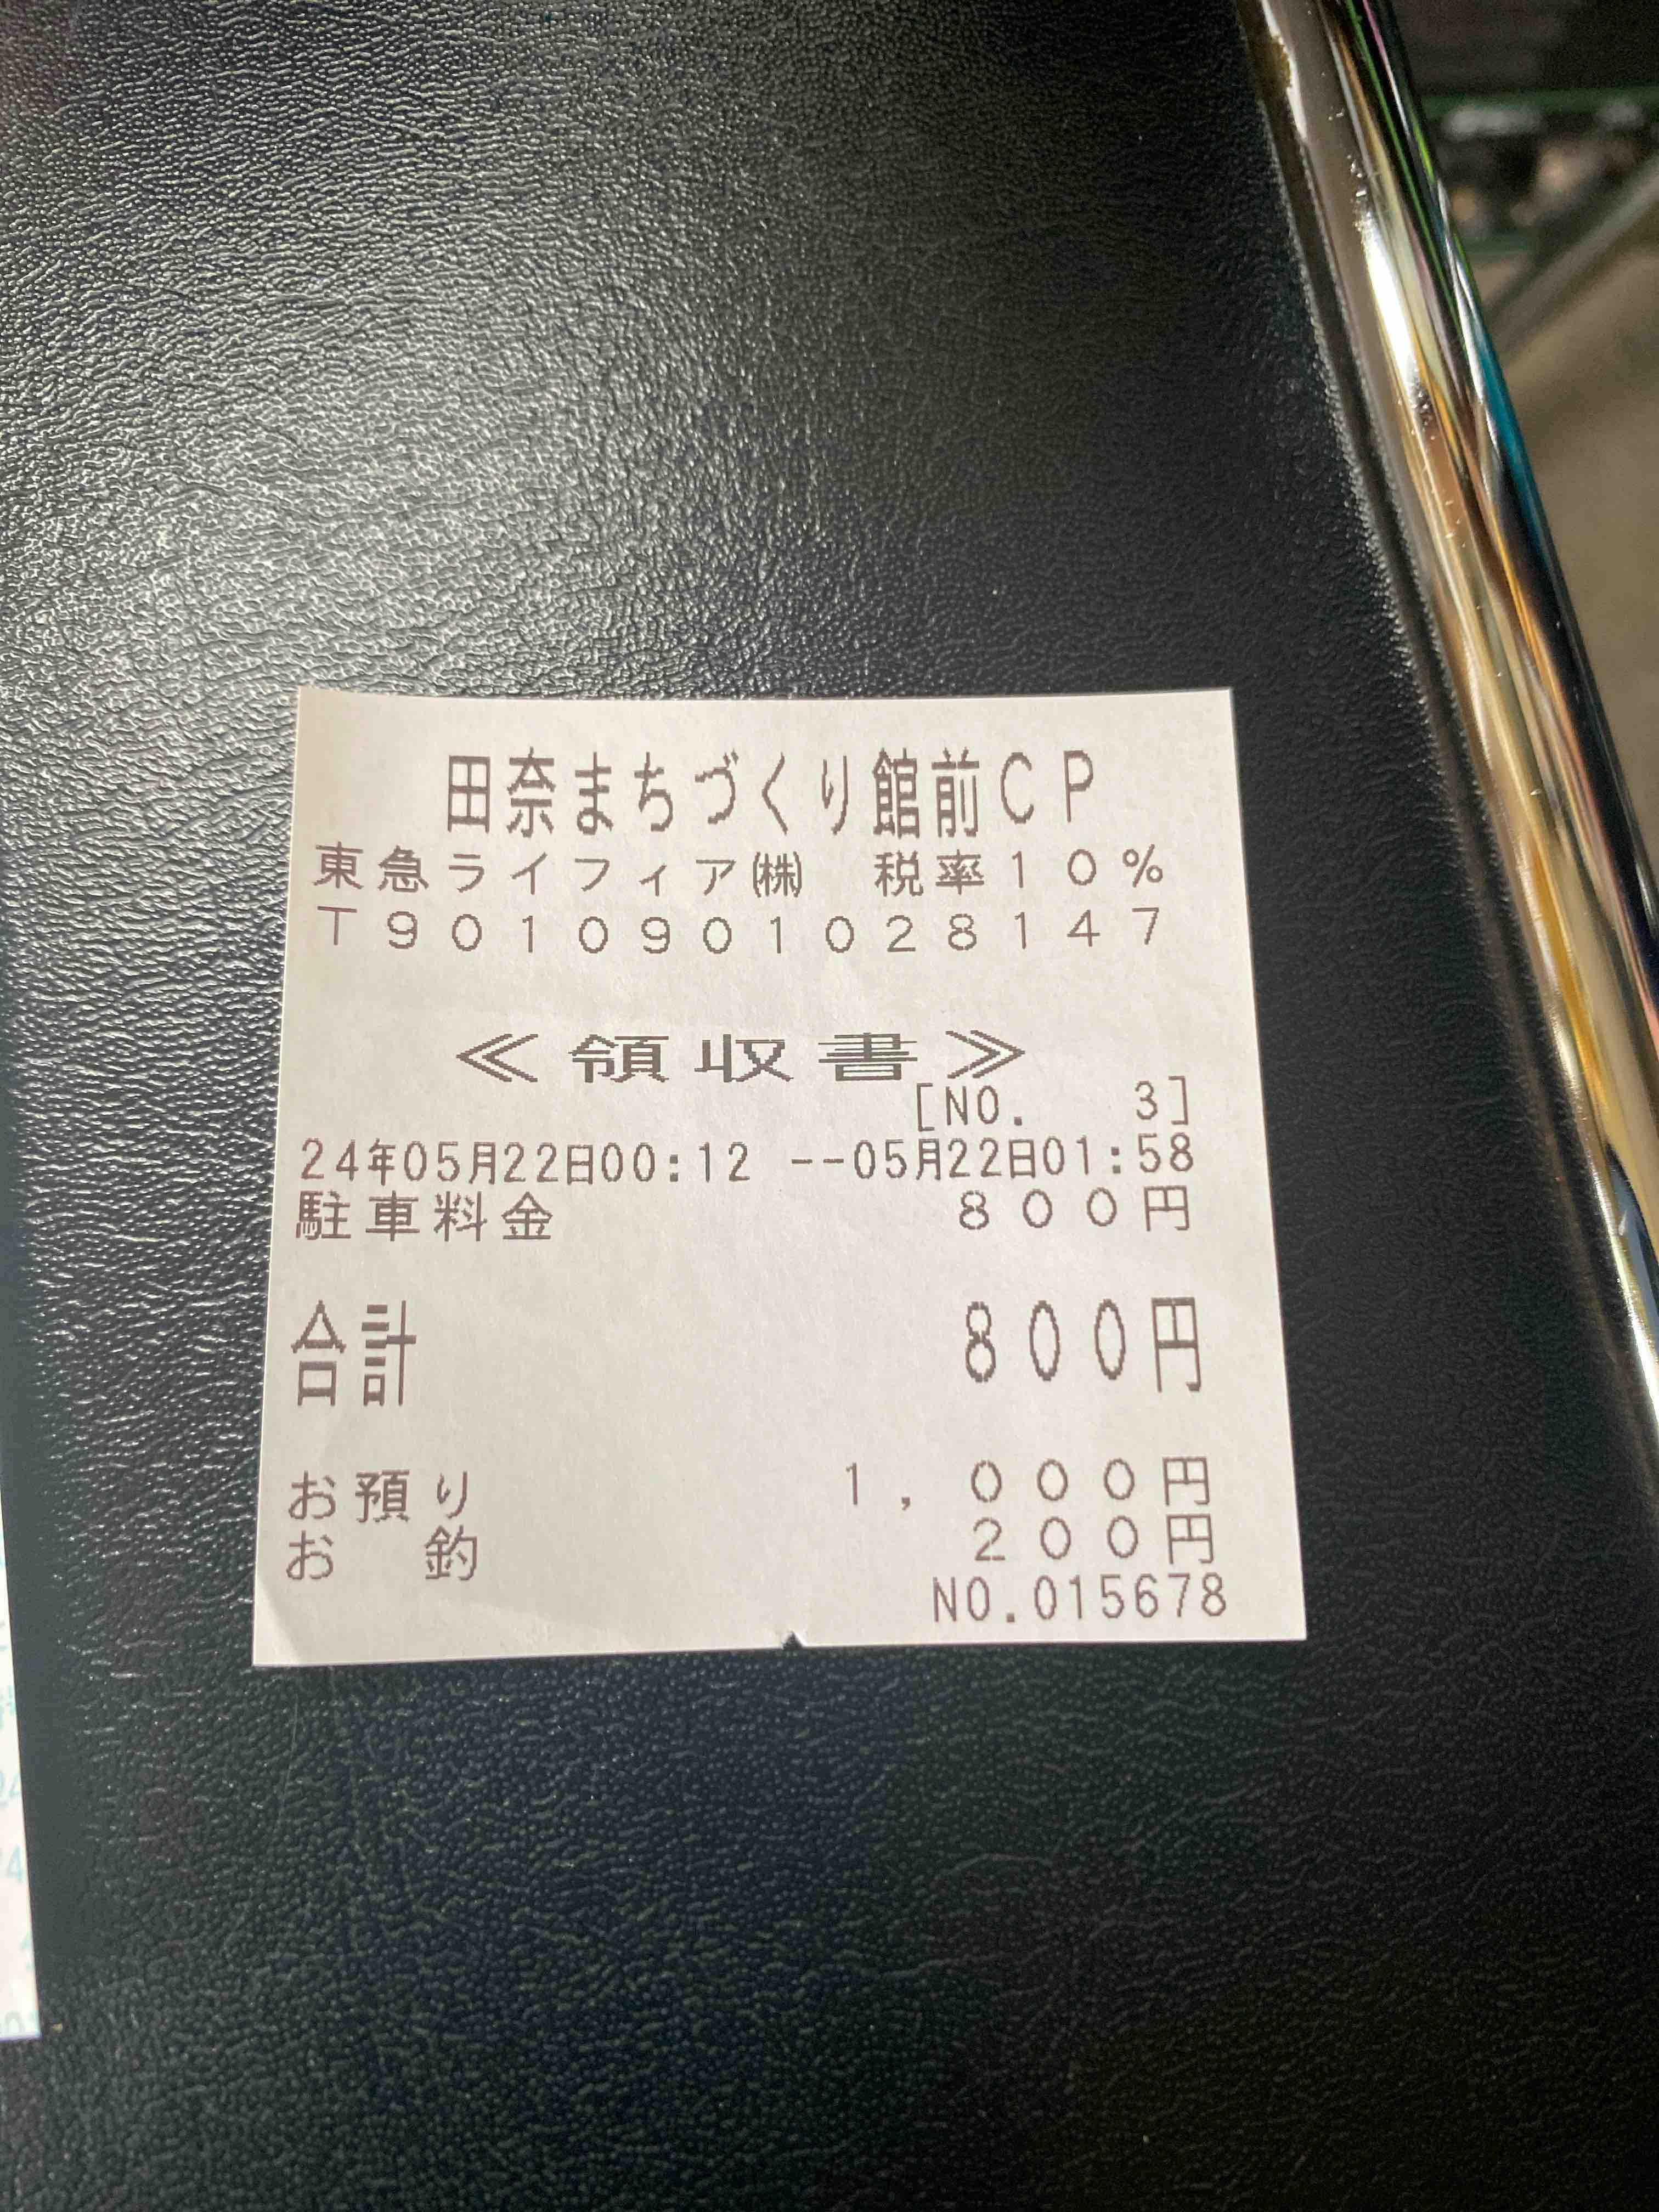 田奈まちづくり館前CP
東急ライフィア㈱ 税率10%
T9010901028147
≪領収書≫
[NO. 3]
24年05月22日00:12 --05月22日01:58
駐車料金 800円
合計 800円
お預り 1,000円
お釣 200円
NO.015678